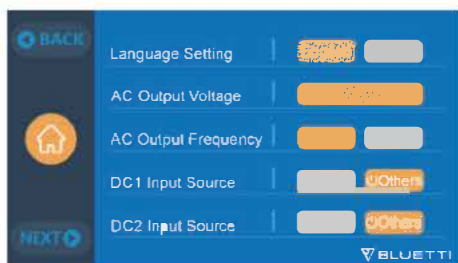 BACK
Language Setting
AC Output Voltage
AC Output Frequency
DC1 Input Source
Others
DC2 Input Source
Others
NEXT
BLUETTI